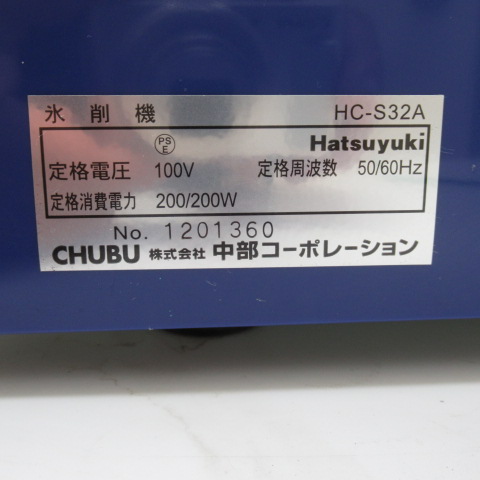 氷削機 HC-S32A
PS E Hatsuyuki
定格電圧 100V 定格周波数 50/60Hz
定格消費電力 200/200W
No. 1201360
CHUBU 株式会社 中部コーポレーション